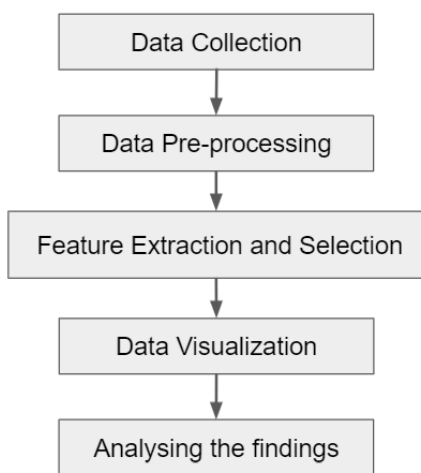 Data Collection
Data Pre-processing
Feature Extraction and Selection
Data Visualization
Analysing the findings